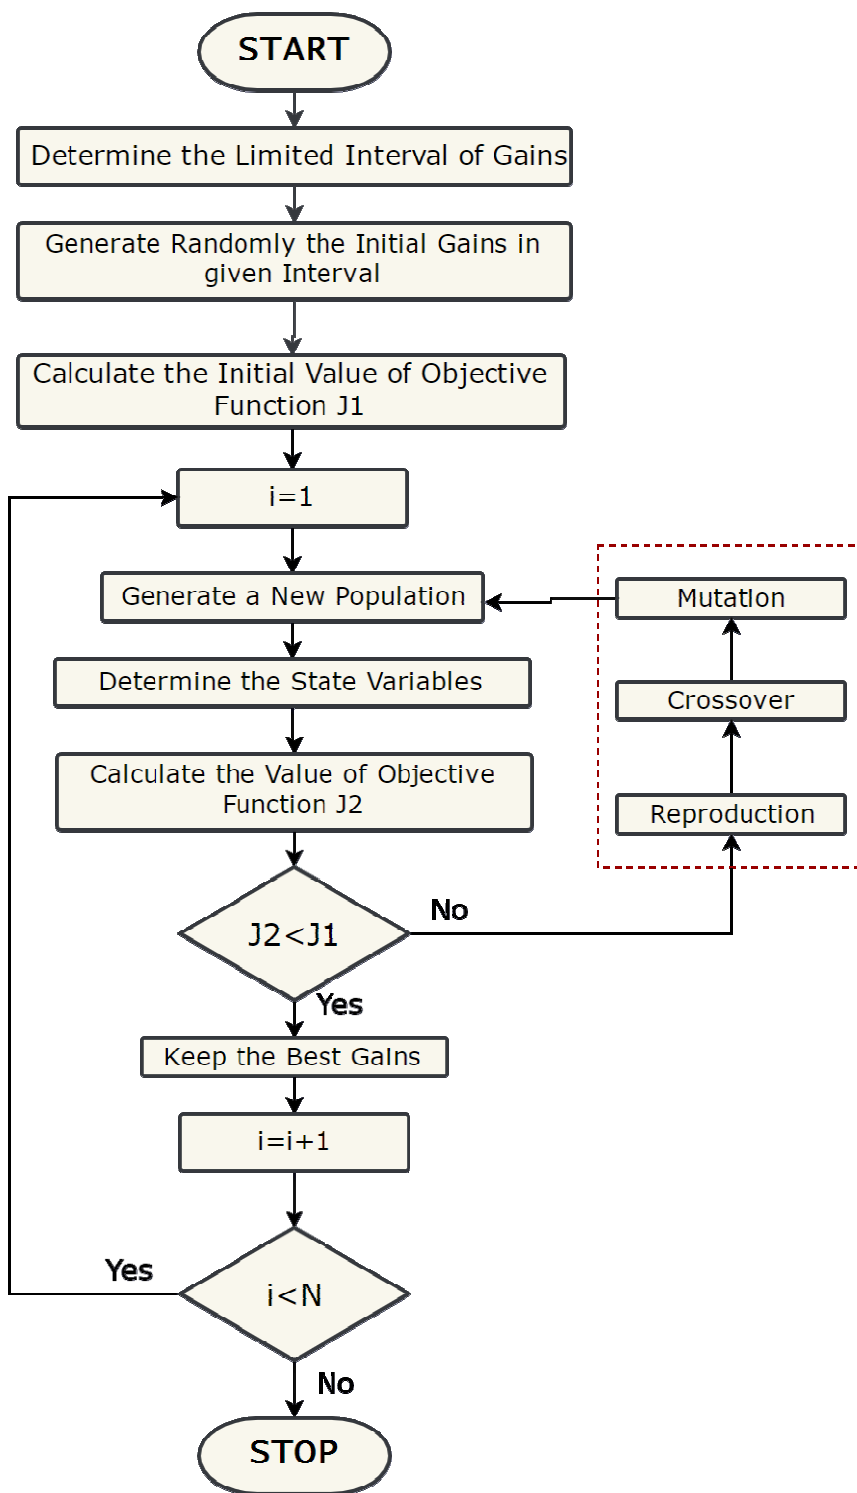 START
Determine the Limited Interval of Gains
Generate Randomly the Initial Gains in
given Interval
Calculate the Initial Value of Objective
Function J1
i=1
Generate a New Population
Mutation
Determine the State Variables
Crossover
Calculate the Value of Objective
Function J2
Reproduction
J2<J1
No
Yes
Keep the Best Gains
i=i+1
Yes
i<N
No
STOP